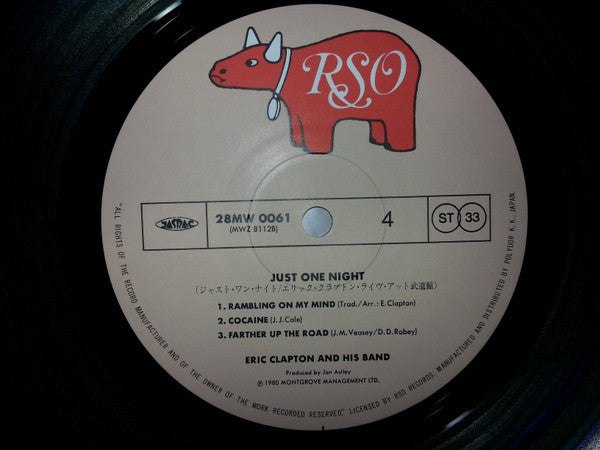 RSO
JASRAC
28MW 0061
(MWZ 8112B)
4
ST 33
JUST ONE NIGHT
(ジャスト・ワン・ナイト/エリック・クラプトン・ライヴ・アット武道館)
1. RAMBLING ON MY MIND (Trad./Arr.: E.Clapton)
2. COCAINE (J.J.Cale)
3. FARTHER UP THE ROAD (J.M.Veasey/D.D.Robey)
ERIC CLAPTON AND HIS BAND
Produced by Jon Astley
℗ 1980 MONTGROVE MANAGEMENT LTD.
"ALL RIGHTS OF THE RECORD MANUFACTURER AND OF THE OWNER OF THE WORK RECORDED RESERVED". LICENSED BY RSO RECORDS. MANUFACTURED AND DISTRIBUTED BY POLYDOR K.K. JAPAN.